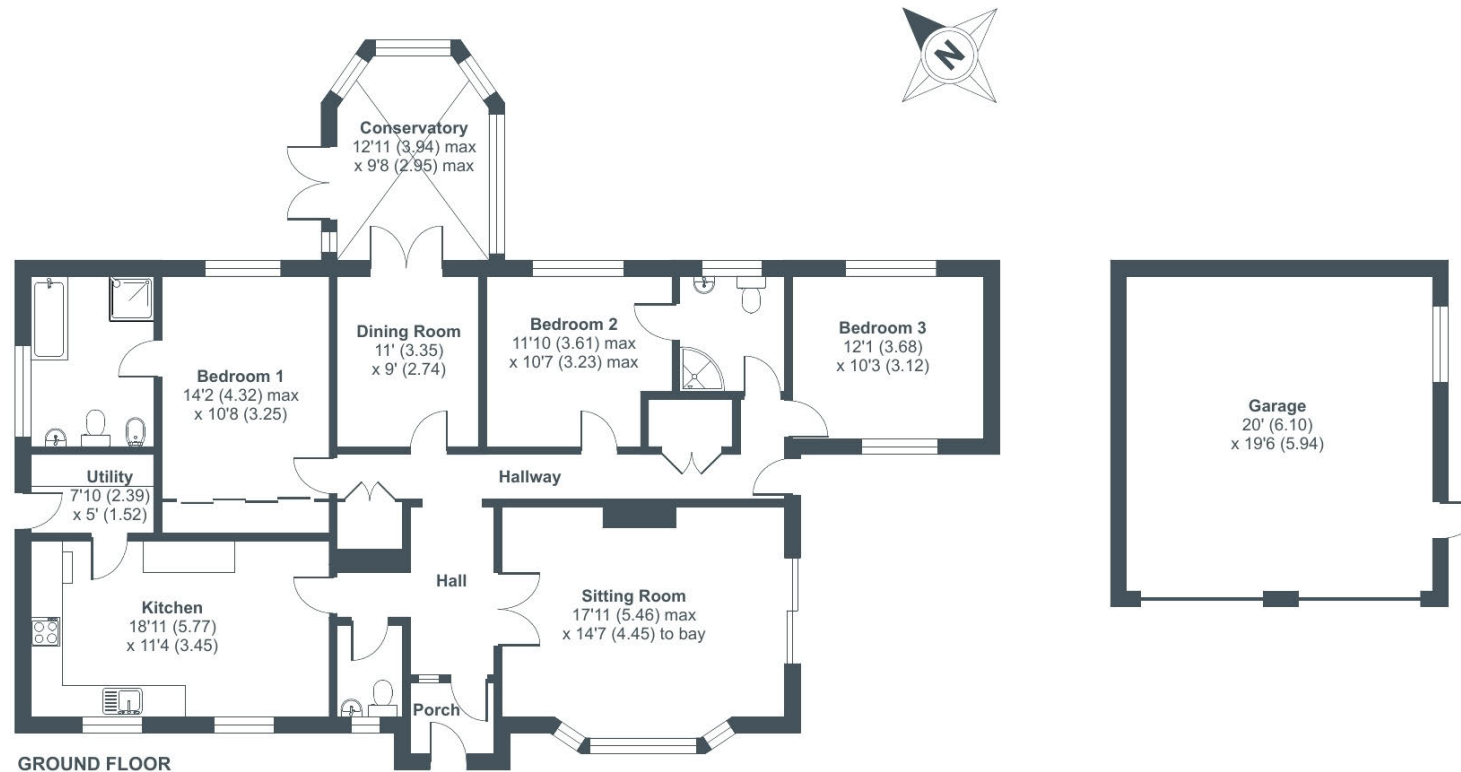 N
Conservatory
12'11 (3.94) max
x 9'8 (2.95) max
Bedroom 1
14'2 (4.32) max
x 10'8 (3.25)
Dining Room
11' (3.35)
x 9' (2.74)
Bedroom 2
11'10 (3.61) max
x 10'7 (3.23) max
Bedroom 3
12'1 (3.68)
x 10'3 (3.12)
Garage
20' (6.10)
x 19'6 (5.94)
Utility
7'10 (2.39)
x 5' (1.52)
Hallway
Kitchen
18'11 (5.77)
x 11'4 (3.45)
Hall
Sitting Room
17'11 (5.46) max
x 14'7 (4.45) to bay
Porch
GROUND FLOOR